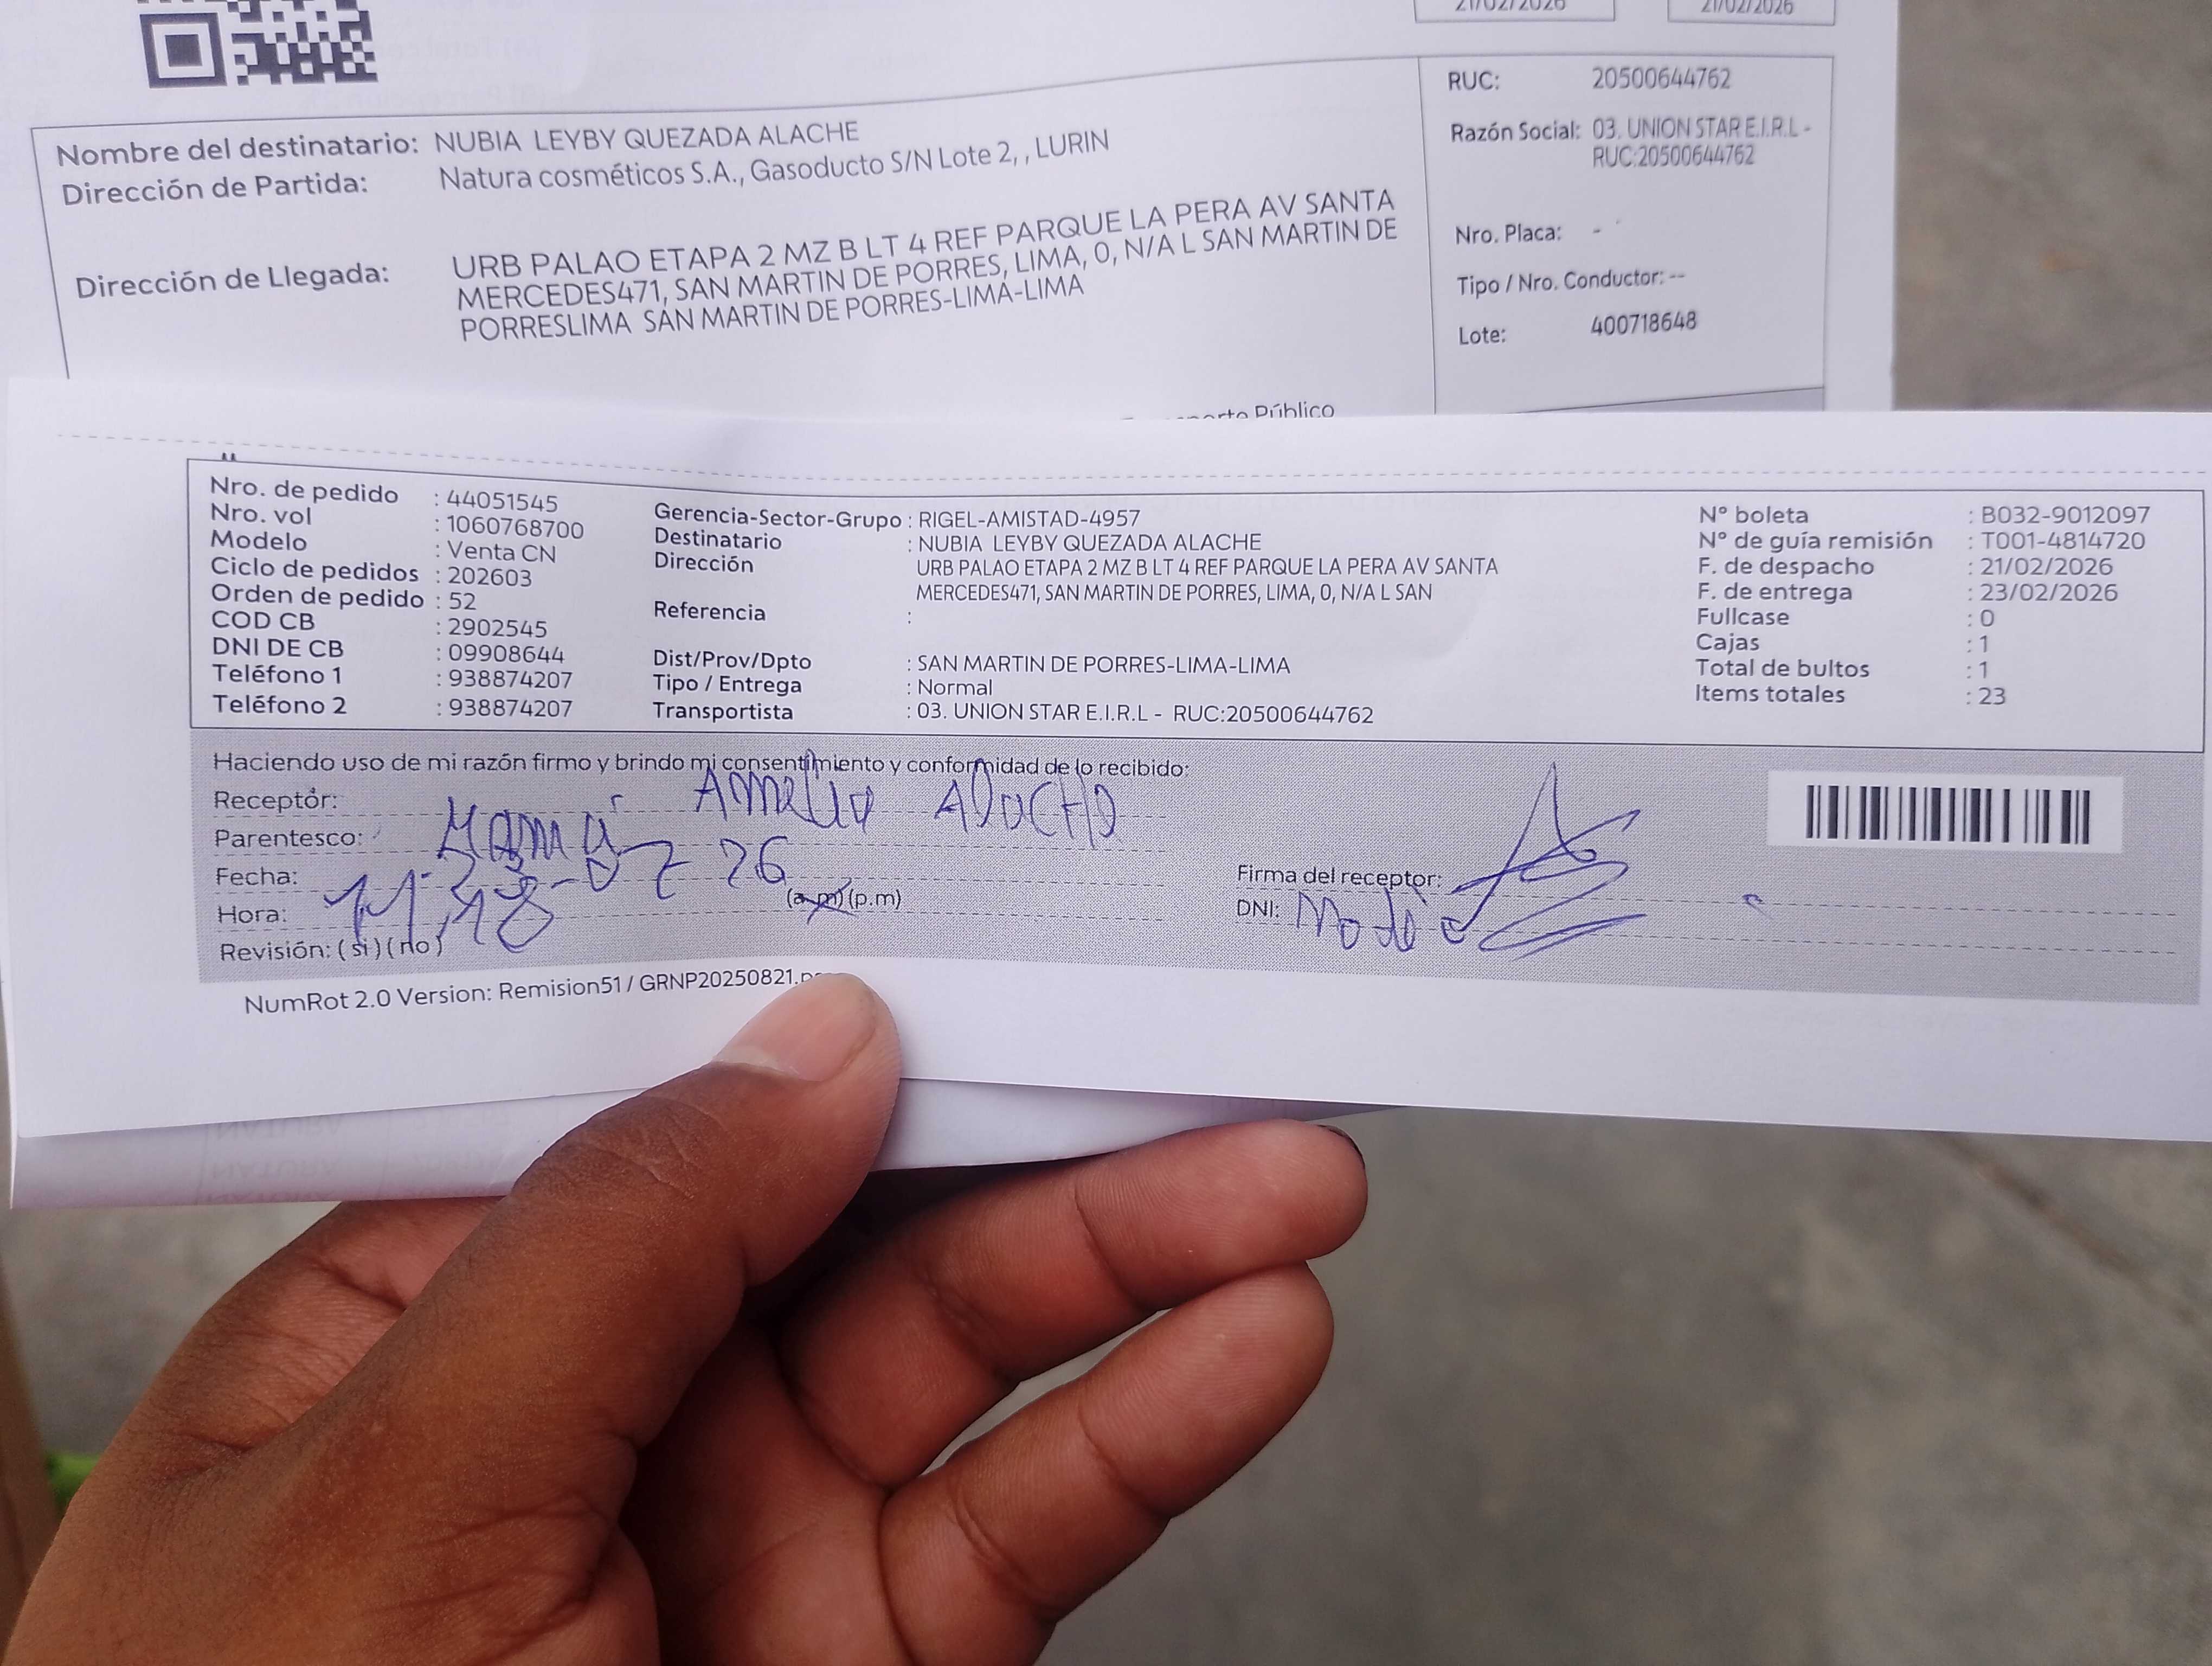 21/02/2026 21/02/2026
Nombre del destinatario: NUBIA LEYBY QUEZADA ALACHE
Dirección de Partida: Natura cosméticos S.A., Gasoducto S/N Lote 2, , LURIN
Dirección de Llegada: URB PALAO ETAPA 2 MZ B LT 4 REF PARQUE LA PERA AV SANTA
MERCEDES471, SAN MARTIN DE PORRES, LIMA, 0, N/A L SAN MARTIN DE
PORRESLIMA SAN MARTIN DE PORRES-LIMA-LIMA
RUC: 20500644762
Razón Social: 03. UNION STAR E.I.R.L -
RUC:20500644762
Nro. Placa: -
Tipo / Nro. Conductor: --
Lote: 400718648
Público
Nro. de pedido : 44051545
Nro. vol : 1060768700
Modelo : Venta CN
Ciclo de pedidos : 202603
Orden de pedido : 52
COD CB : 2902545
DNI DE CB : 09908644
Teléfono 1 : 938874207
Teléfono 2 : 938874207
Gerencia-Sector-Grupo : RIGEL-AMISTAD-4957
Destinatario : NUBIA LEYBY QUEZADA ALACHE
Dirección URB PALAO ETAPA 2 MZ B LT 4 REF PARQUE LA PERA AV SANTA
MERCEDES471, SAN MARTIN DE PORRES, LIMA, 0, N/A L SAN
Referencia :
Dist/Prov/Dpto : SAN MARTIN DE PORRES-LIMA-LIMA
Tipo / Entrega : Normal
Transportista : 03. UNION STAR E.I.R.L - RUC:20500644762
N° boleta : B032-9012097
N° de guía remisión : T001-4814720
F. de despacho : 21/02/2026
F. de entrega : 23/02/2026
Fullcase : 0
Cajas : 1
Total de bultos : 1
Items totales : 23
Haciendo uso de mi razón firmo y brindo mi consentimiento y conformidad de lo recibido:
Receptor: Amelia
Parentesco: Mamá
Fecha: 23-02 26
Hora: 11,18 (a.m) (p.m)
Revisión: (si) (no)
Firma del receptor:
DNI:
NumRot 2.0 Version: Remision51 / GRNP20250821.